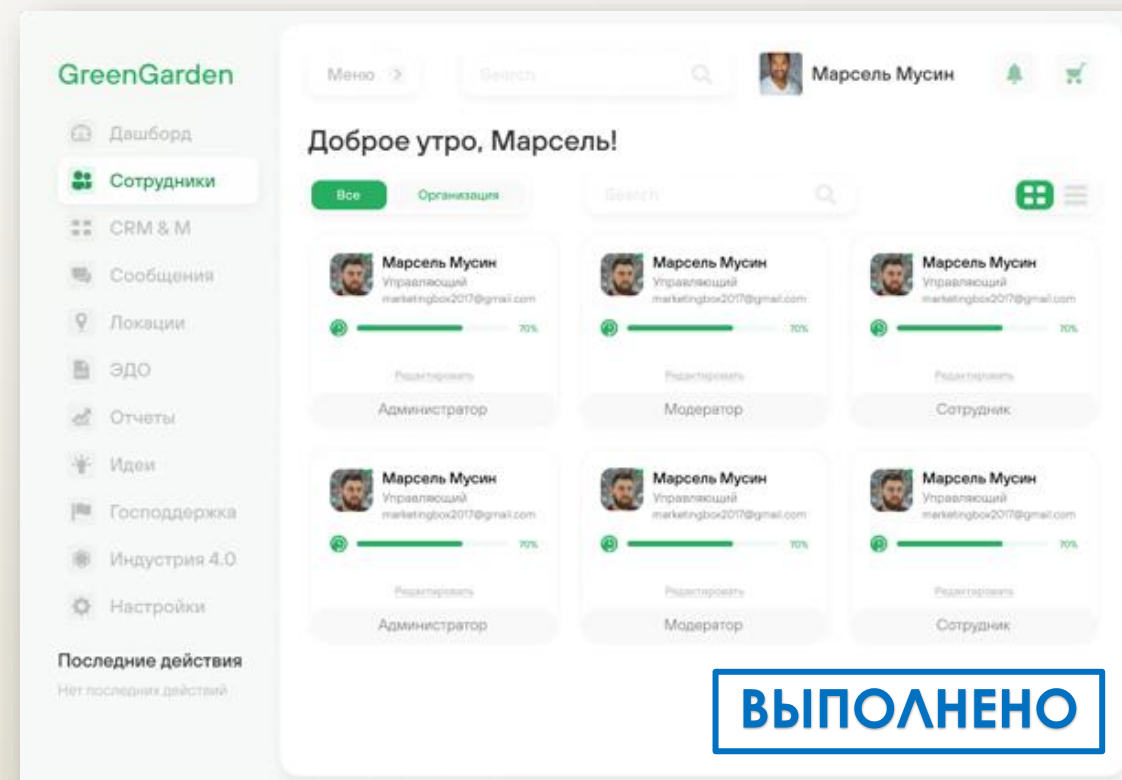 GreenGarden
Меню
Search
Марсель Мусин
Дашборд
Сотрудники
CRM & M
Сообщения
Локации
ЭДО
Отчеты
Идеи
Господдержка
Индустрия 4.0
Настройки
Последние действия
Нет последних действий
Доброе утро, Марсель!
Все
Организация
Search
Марсель Мусин
Управляющий
marketingbox2017@gmail.com
70%
Редактировать
Администратор
Марсель Мусин
Управляющий
marketingbox2017@gmail.com
70%
Редактировать
Модератор
Марсель Мусин
Управляющий
marketingbox2017@gmail.com
70%
Редактировать
Сотрудник
Марсель Мусин
Управляющий
marketingbox2017@gmail.com
70%
Редактировать
Администратор
Марсель Мусин
Управляющий
marketingbox2017@gmail.com
70%
Редактировать
Модератор
Марсель Мусин
Управляющий
marketingbox2017@gmail.com
70%
Редактировать
Сотрудник
ВЫПОЛНЕНО